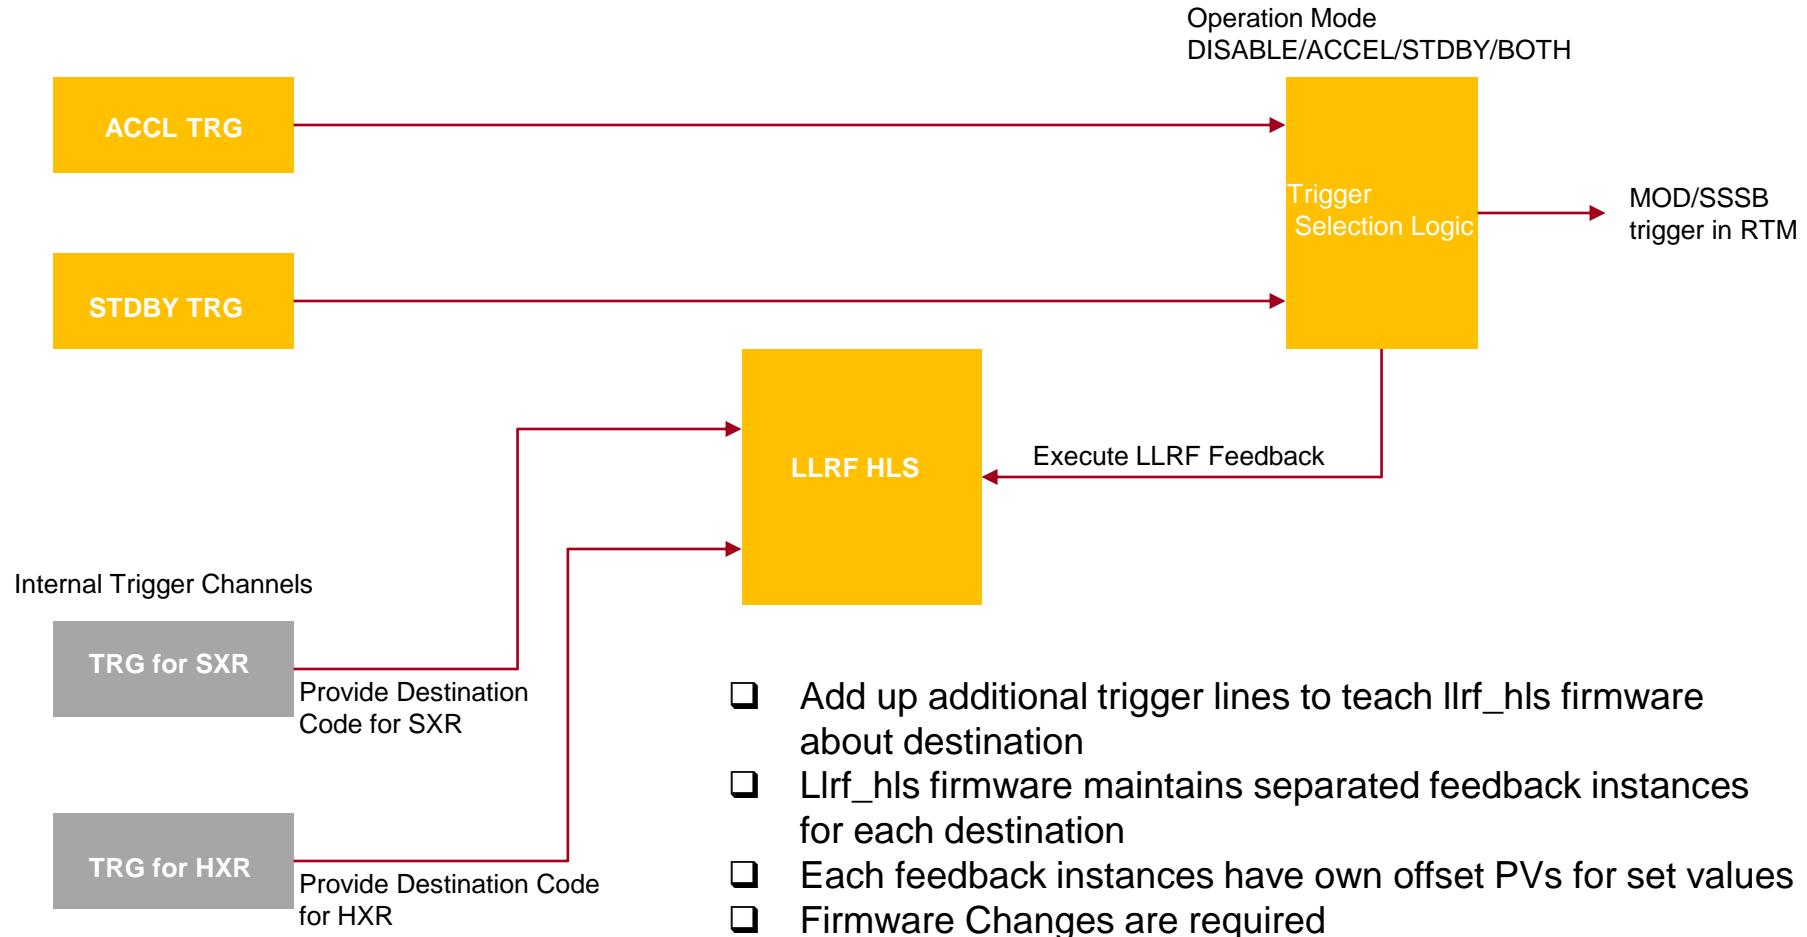 Operation Mode
DISABLE/ACCEL/STDBY/BOTH
ACCL TRG
Trigger
Selection Logic
MOD/SSSB
trigger in RTM
STDBY TRG
LLRF HLS
Execute LLRF Feedback
Internal Trigger Channels
TRG for SXR
Provide Destination
Code for SXR
TRG for HXR
Provide Destination Code
for HXR
❑ Add up additional trigger lines to teach llrf_hls firmware
about destination
❑ Llrf_hls firmware maintains separated feedback instances
for each destination
❑ Each feedback instances have own offset PVs for set values
❑ Firmware Changes are required